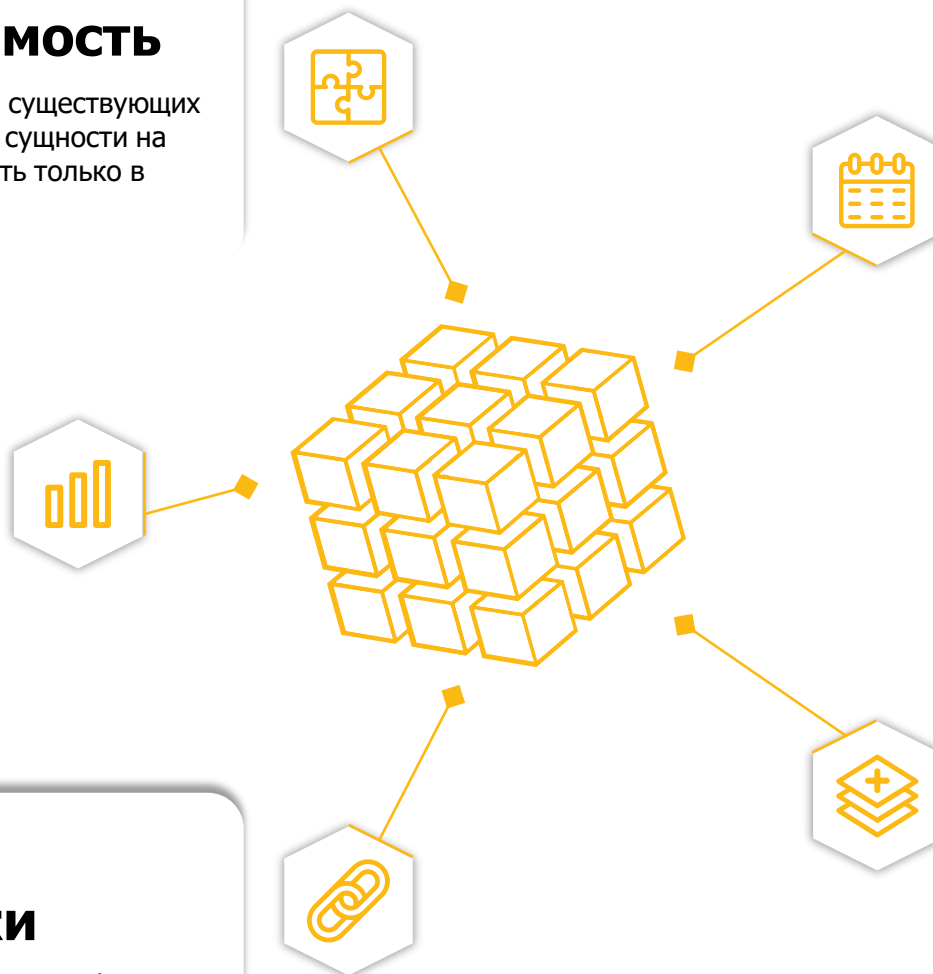 мость
существующих
сущности на
ть только в
ки